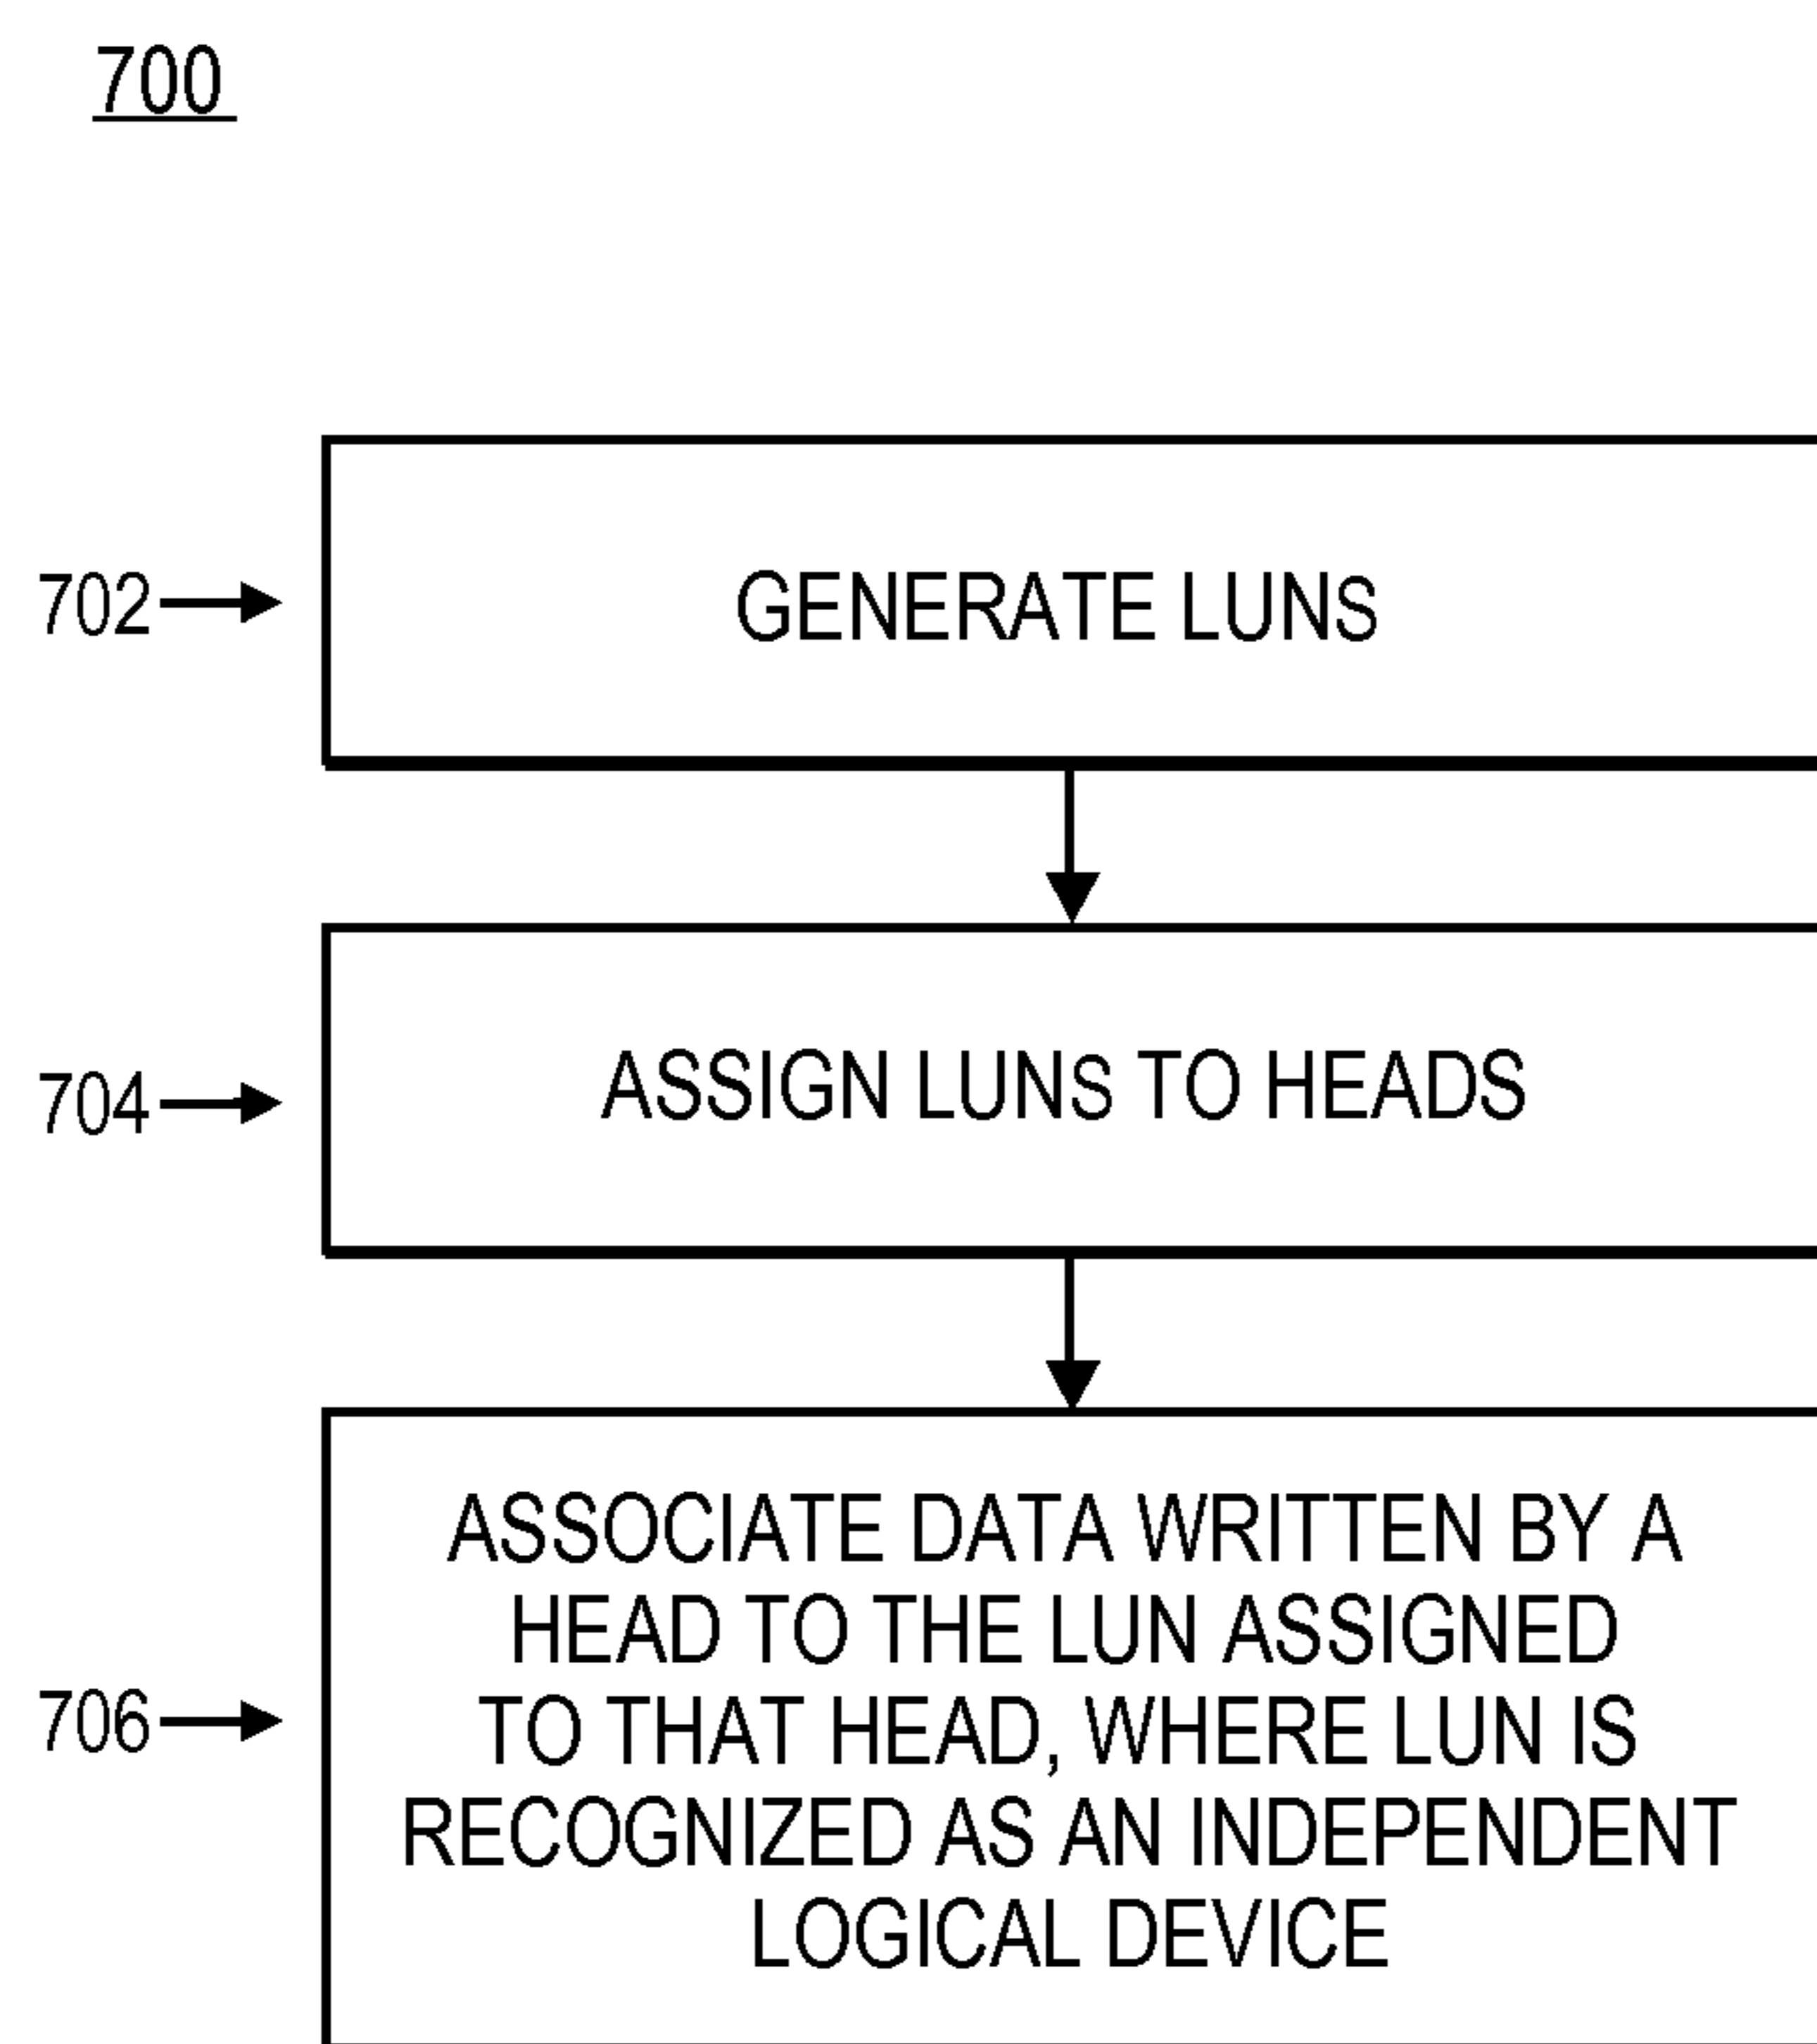 700
702
GENERATE LUNS
704
ASSIGN LUNS TO HEADS
706
ASSOCIATE DATA WRITTEN BY A
HEAD TO THE LUN ASSIGNED
TO THAT HEAD, WHERE LUN IS
RECOGNIZED AS AN INDEPENDENT
LOGICAL DEVICE